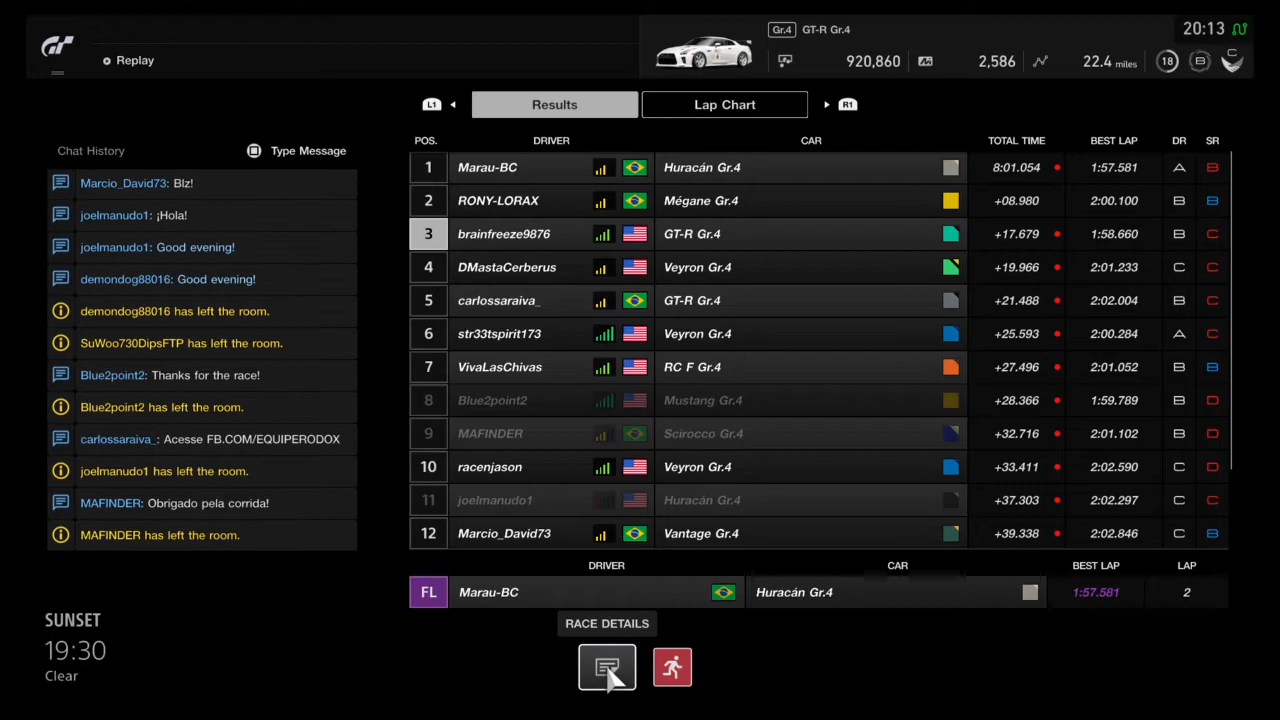 Gr.4 GT-R Gr.4
20:13
Replay
920,860 2,586 22.4 miles 18 B C
L1 Results Lap Chart R1
Chat History Type Message
Marcio_David73: Blz!
joelmanudo1: ¡Hola!
joelmanudo1: Good evening!
demondog88016: Good evening!
demondog88016 has left the room.
SuWoo730DipsFTP has left the room.
Blue2point2: Thanks for the race!
Blue2point2 has left the room.
carlossaraiva_: Acesse FB.COM/EQUIPERODOX
joelmanudo1 has left the room.
MAFINDER: Obrigado pela corrida!
MAFINDER has left the room.
POS. DRIVER CAR TOTAL TIME BEST LAP DR SR
1 Marau-BC Huracán Gr.4 8:01.054 1:57.581 A B
2 RONY-LORAX Mégane Gr.4 +08.980 2:00.100 B B
3 brainfreeze9876 GT-R Gr.4 +17.679 1:58.660 B C
4 DMastaCerberus Veyron Gr.4 +19.966 2:01.233 C C
5 carlossaraiva_ GT-R Gr.4 +21.488 2:02.004 B C
6 str33tspirit173 Veyron Gr.4 +25.593 2:00.284 A C
7 VivaLasChivas RC F Gr.4 +27.496 2:01.052 B B
8 Blue2point2 Mustang Gr.4 +28.366 1:59.789 B D
9 MAFINDER Scirocco Gr.4 +32.716 2:01.102 B D
10 racenjason Veyron Gr.4 +33.411 2:02.590 C D
11 joelmanudo1 Huracán Gr.4 +37.303 2:02.297 C C
12 Marcio_David73 Vantage Gr.4 +39.338 2:02.846 C B
DRIVER CAR BEST LAP LAP
FL Marau-BC Huracán Gr.4 1:57.581 2
RACE DETAILS
SUNSET
19:30
Clear